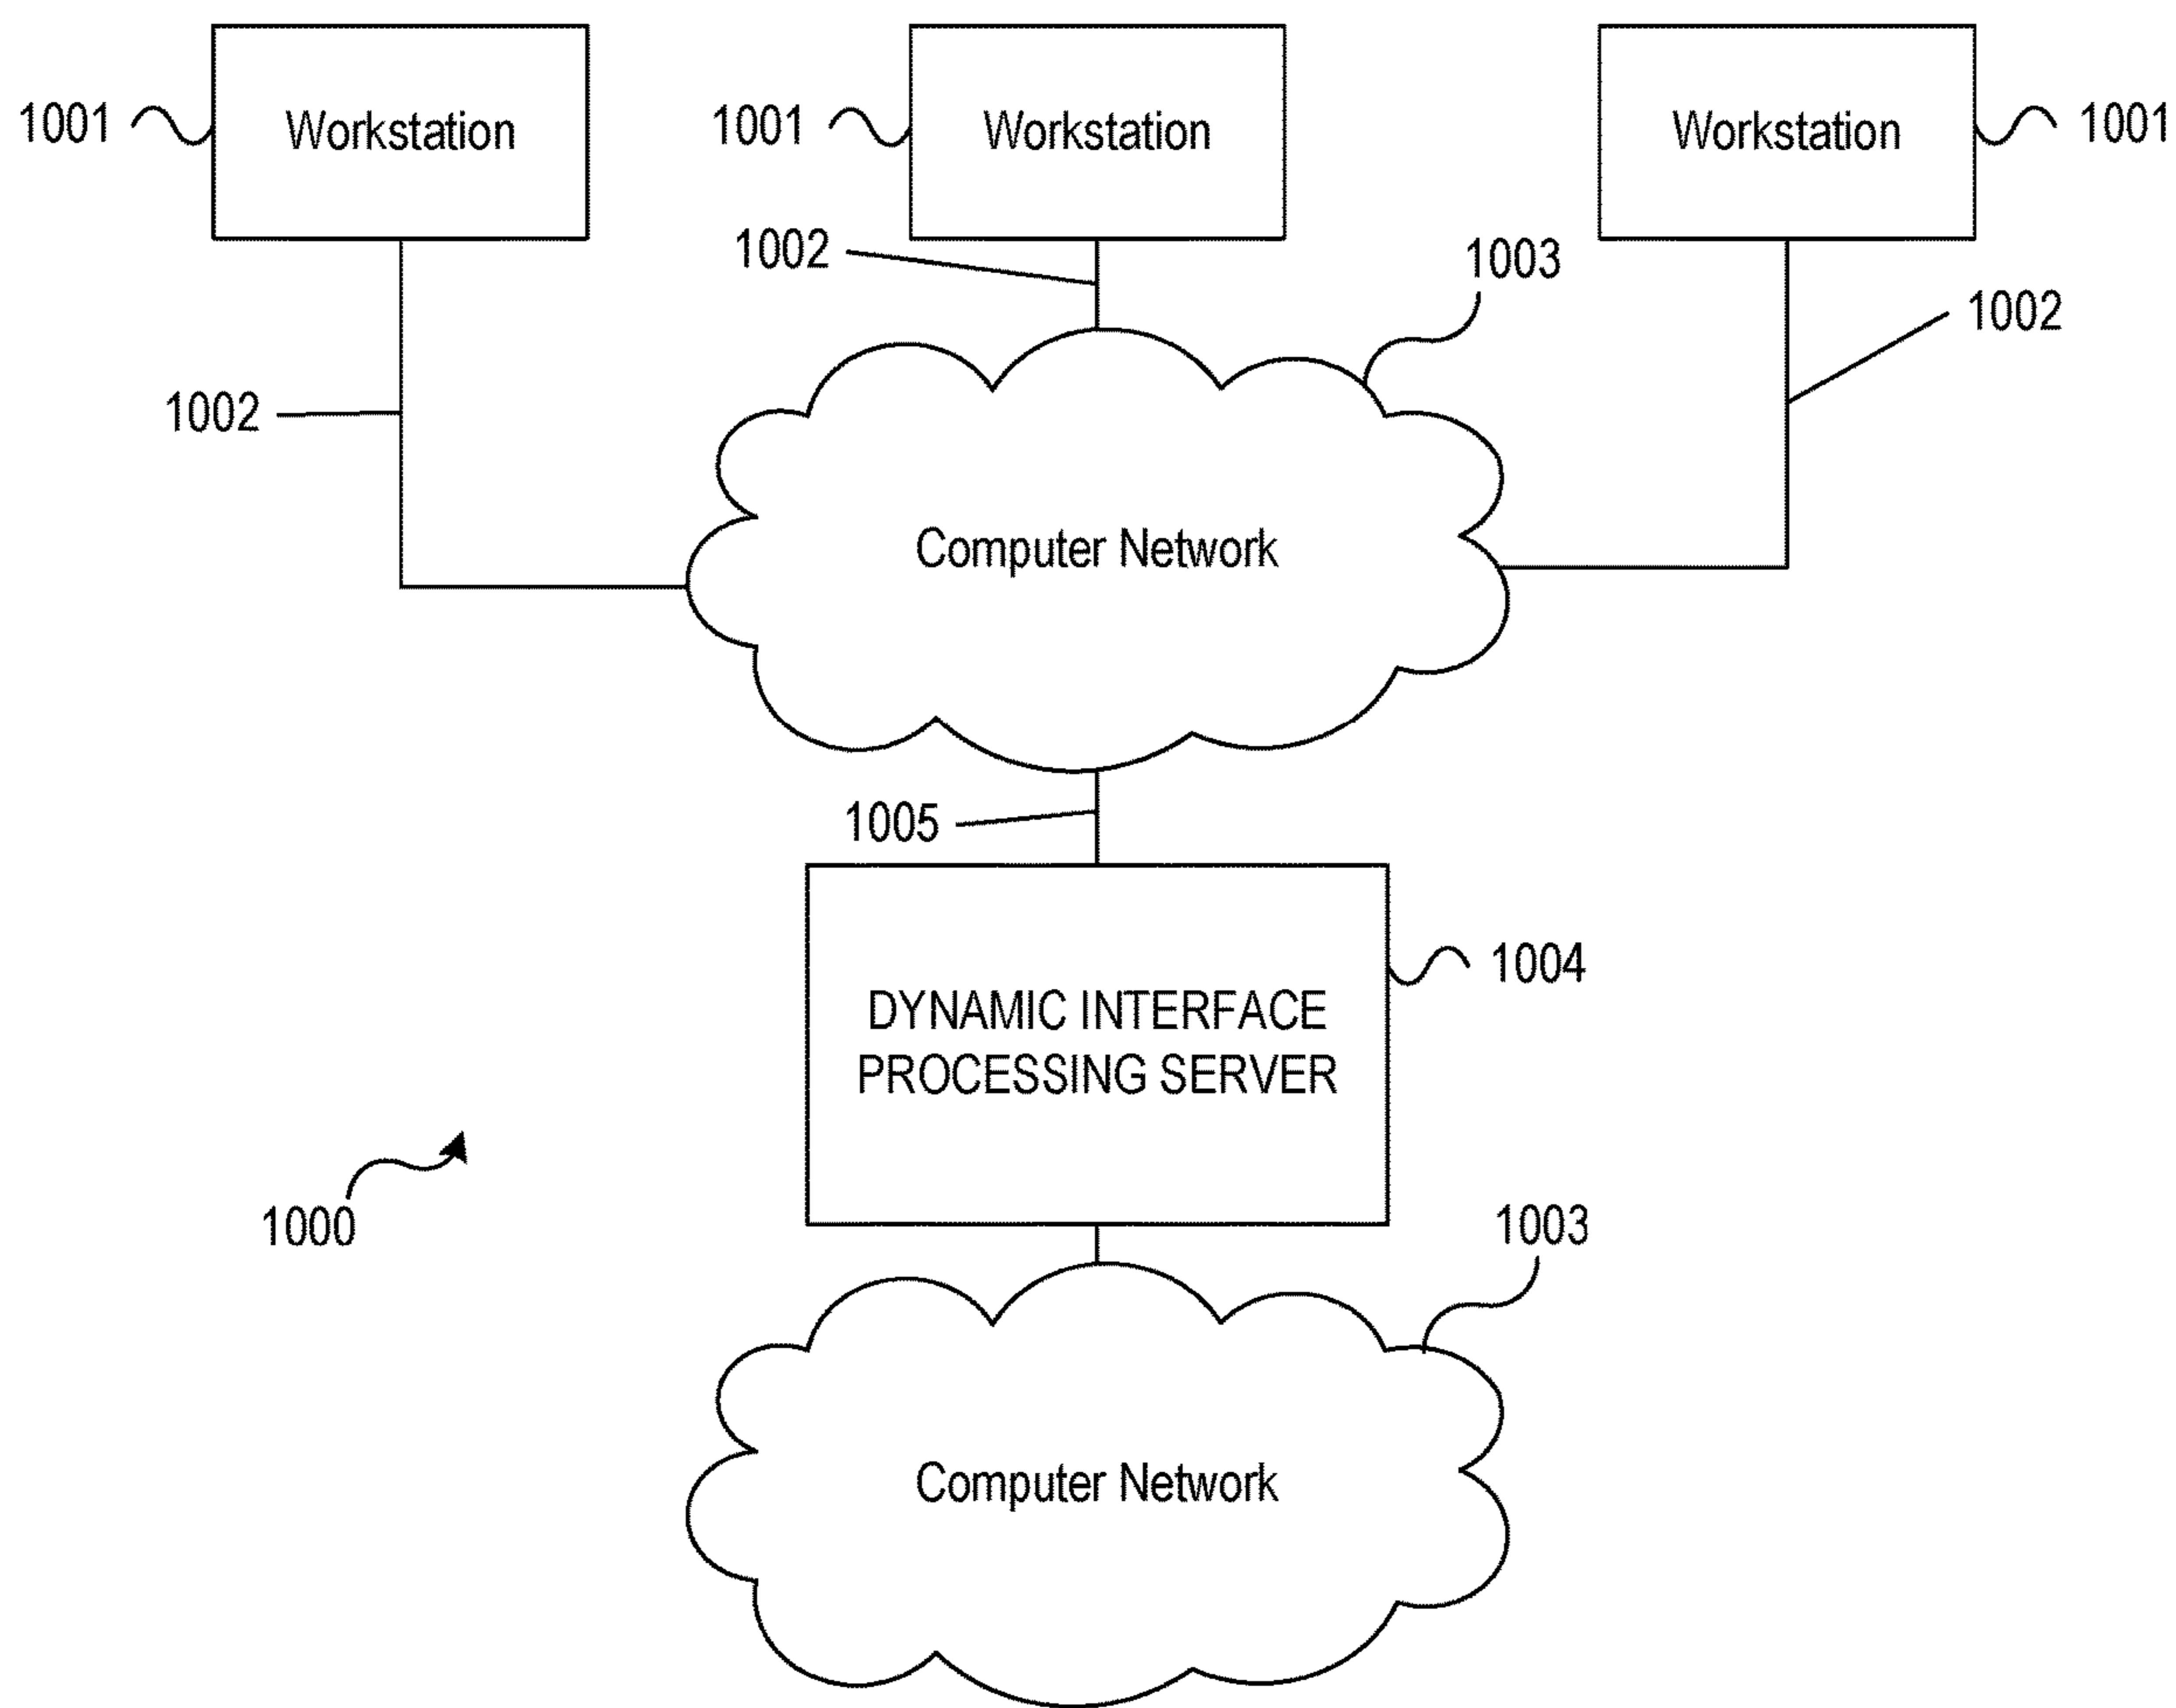 1001
Workstation
1001
Workstation
Workstation
1001
1002
1003
1002
1002
Computer Network
1005
1004
DYNAMIC INTERFACE
PROCESSING SERVER
1000
1003
Computer Network